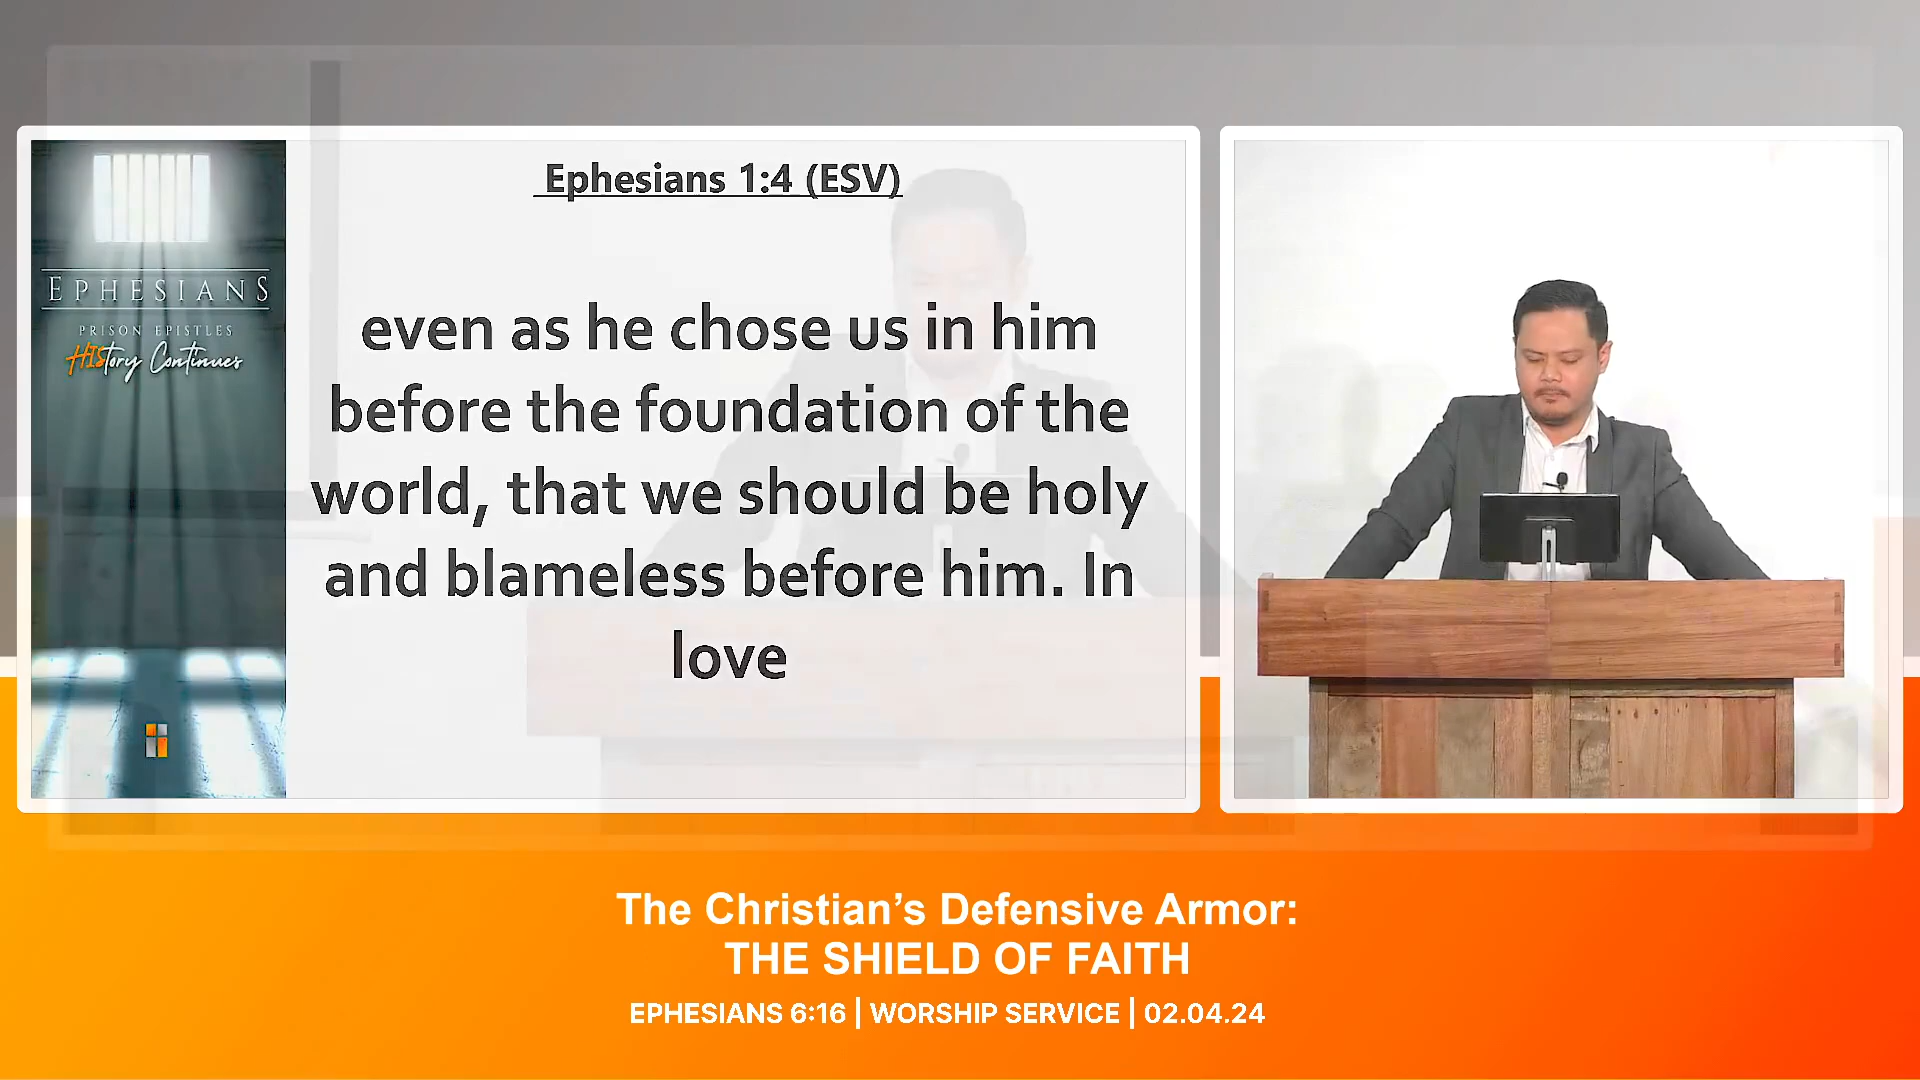 Ephesians 1:4 (ESV)
even as he chose us in him
before the foundation of the
world, that we should be holy
and blameless before him. In
love
EPHESIANS
PRISON EPISTLES
HIStory Continues
The Christian’s Defensive Armor:
THE SHIELD OF FAITH
EPHESIANS 6:16 | WORSHIP SERVICE | 02.04.24